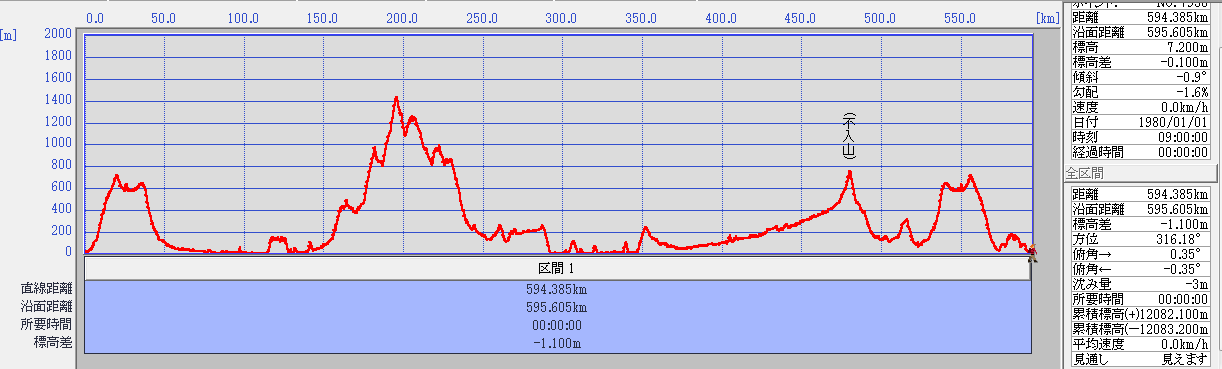 0.0 50.0 100.0 150.0 200.0 250.0 300.0 350.0 400.0 450.0 500.0 550.0 [km]
[m]
2000
1800
1600
1400
1200
1000
800
600
400
200
0
(不入山)
区間 1
直線距離 594.385km
沿面距離 595.605km
所要時間 00:00:00
標高差 -1.100m
距離 594.385km
沿面距離 595.605km
標高 7.200m
標高差 -0.100m
傾斜 -0.9°
勾配 -1.6%
速度 0.0km/h
日付 1980/01/01
時刻 09:00:00
経過時間 00:00:00
全区間
距離 594.385km
沿面距離 595.605km
標高差 -1.100m
方位 316.18°
俯角→ 0.35°
俯角← -0.35°
沈み量 -3m
所要時間 00:00:00
累積標高(+)12082.100m
累積標高(-12083.200m
平均速度 0.0km/h
見通し 見えます